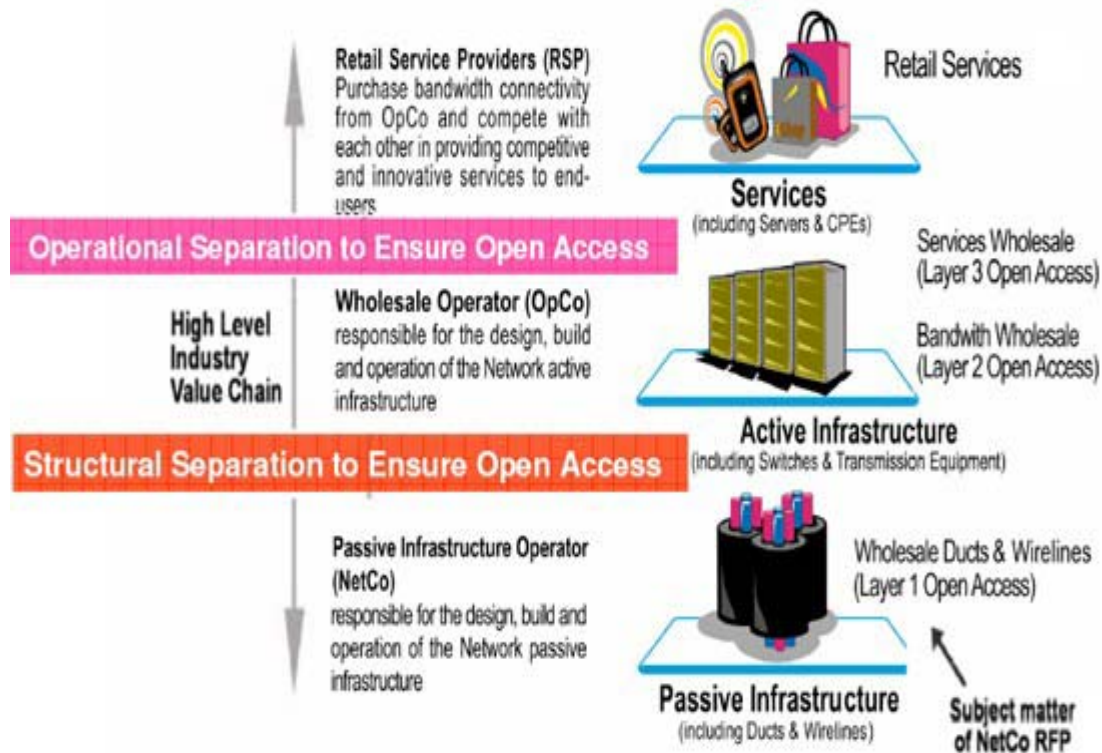 Retail Service Providers (RSP)
Purchase bandwidth connectivity
from OpCo and compete with
each other in providing competitive
and innovative services to end-
users
Retail Services
Services
(including Servers & CPEs)
Operational Separation to Ensure Open Access
Services Wholesale
(Layer 3 Open Access)
Bandwith Wholesale
(Layer 2 Open Access)
High Level
Industry
Value Chain
Wholesale Operator (OpCo)
responsible for the design, build
and operation of the Network active
infrastructure
Active Infrastructure
(including Switches & Transmission Equipment)
Structural Separation to Ensure Open Access
Passive Infrastructure Operator
(NetCo)
responsible for the design, build and
operation of the Network passive
infrastructure
Wholesale Ducts & Wirelines
(Layer 1 Open Access)
Passive Infrastructure
(including Ducts & Wirelines)
Subject matter
of NetCo RFP